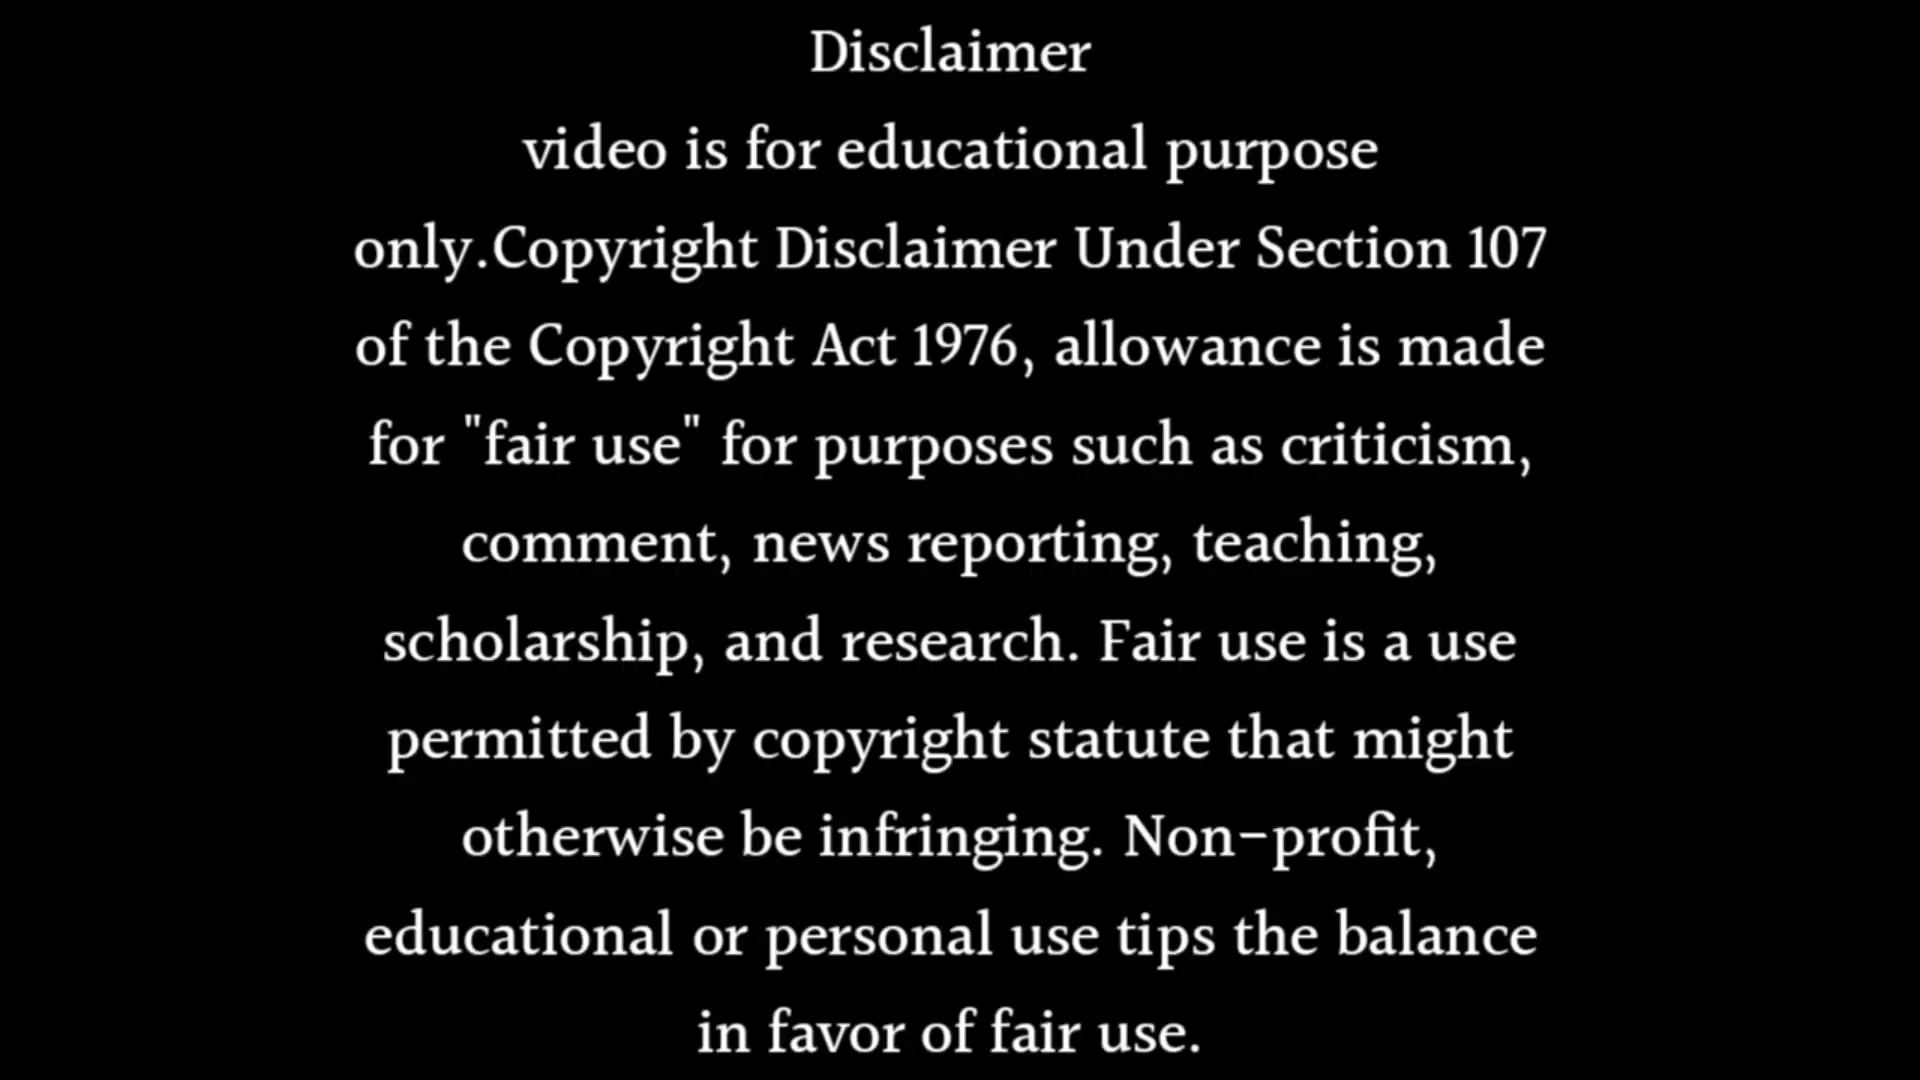 Disclaimer
video is for educational purpose
only.Copyright Disclaimer Under Section 107
of the Copyright Act 1976, allowance is made
for "fair use" for purposes such as criticism,
comment, news reporting, teaching,
scholarship, and research. Fair use is a use
permitted by copyright statute that might
otherwise be infringing. Non-profit,
educational or personal use tips the balance
in favor of fair use.